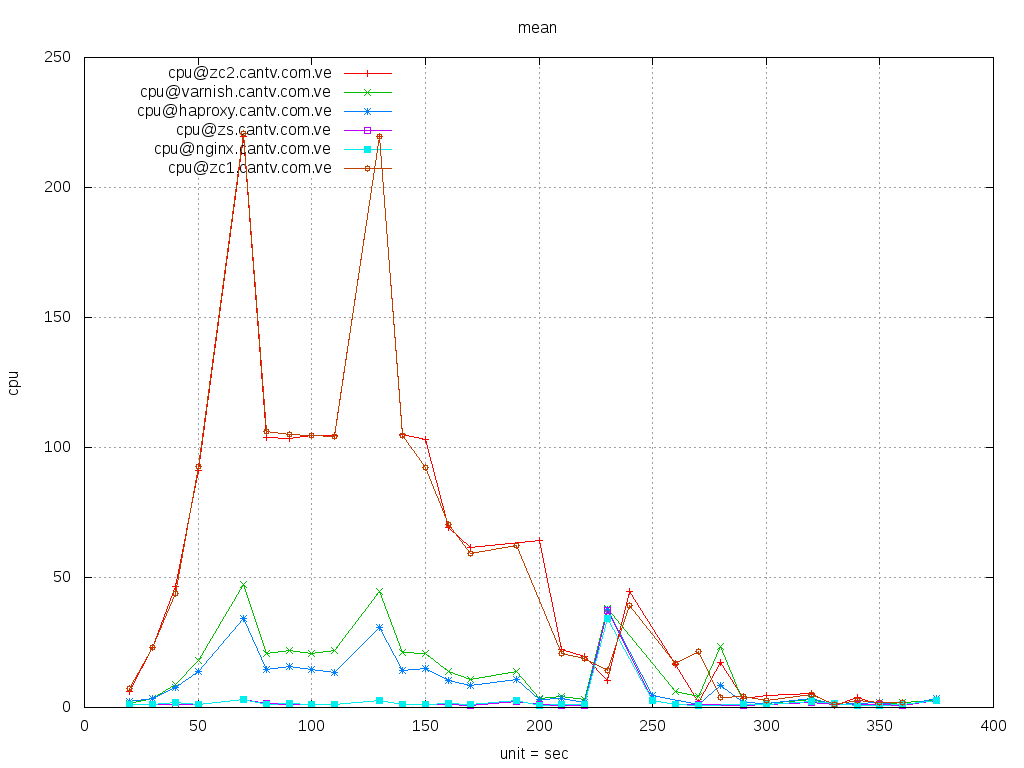 mean
250
200
150
100
50
0
cpu
cpu@zc2.cantv.com.ve
cpu@varnish.cantv.com.ve
cpu@haproxy.cantv.com.ve
cpu@zs.cantv.com.ve
cpu@nginx.cantv.com.ve
cpu@zc1.cantv.com.ve
0 50 100 150 200 250 300 350 400
unit = sec